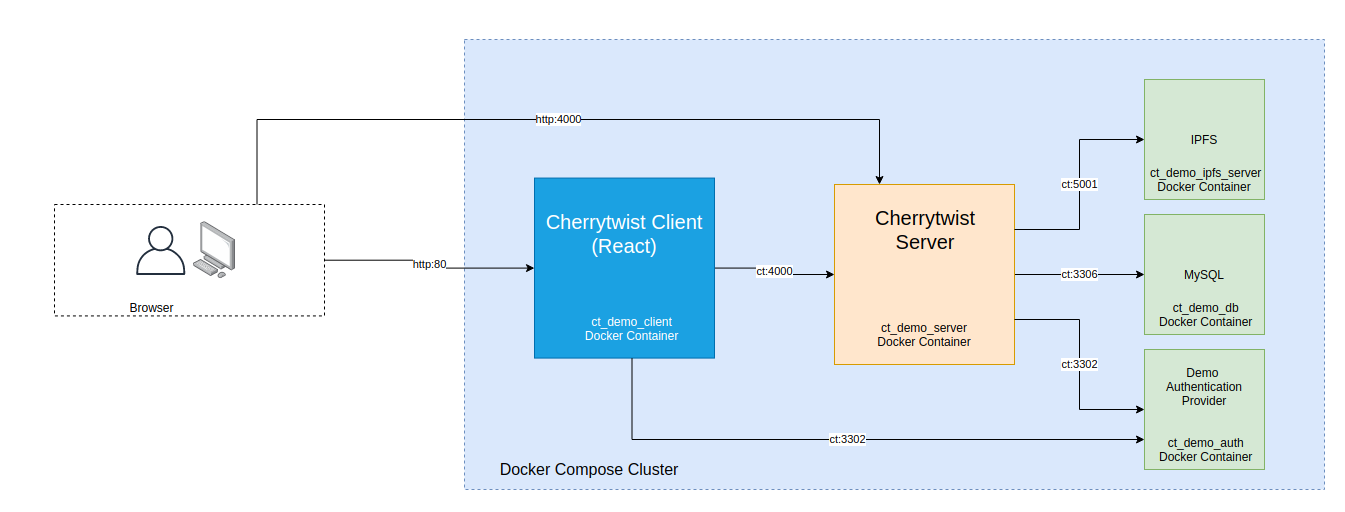 http:4000
Browser
http:80
Cherrytwist Client
(React)
ct_demo_client
Docker Container
ct:4000
Cherrytwist
Server
ct_demo_server
Docker Container
ct:5001
IPFS
ct_demo_ipfs_server
Docker Container
ct:3306
MySQL
ct_demo_db
Docker Container
ct:3302
Demo
Authentication
Provider
ct_demo_auth
Docker Container
ct:3302
Docker Compose Cluster